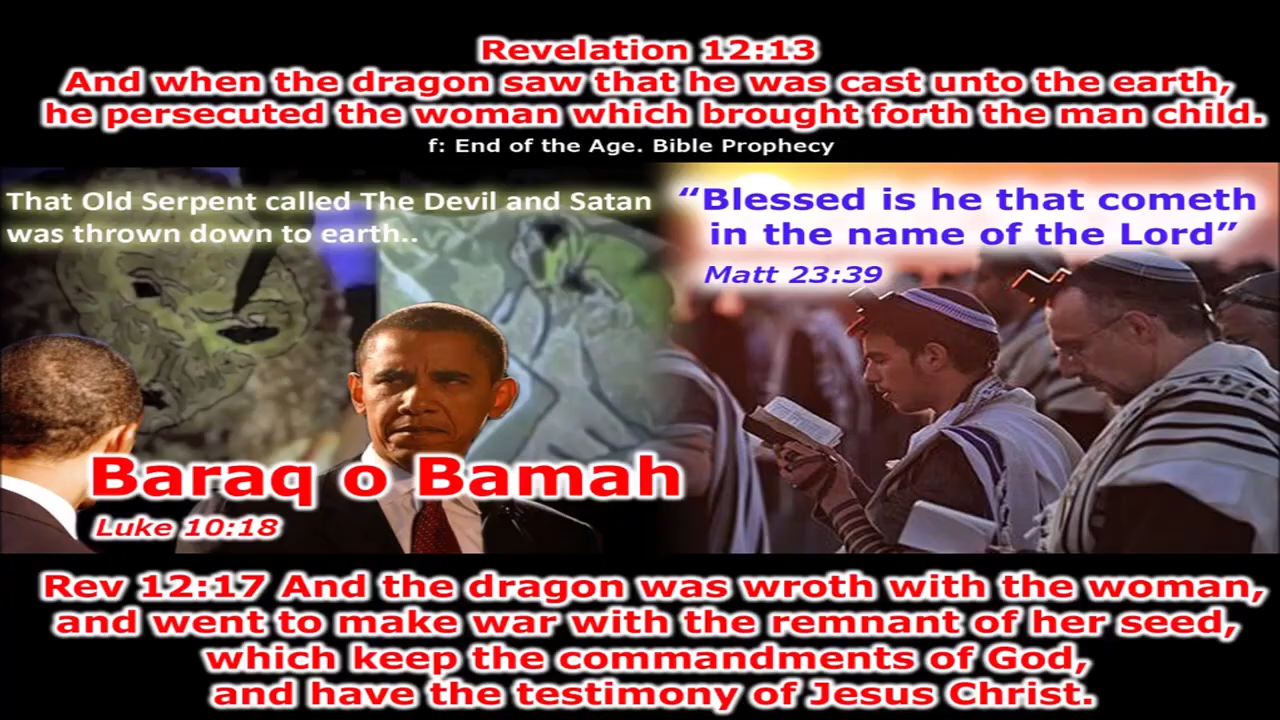 Revelation 12:13
And when the dragon saw that he was cast unto the earth,
he persecuted the woman which brought forth the man child.
f: End of the Age. Bible Prophecy
That Old Serpent called The Devil and Satan
was thrown down to earth..
“Blessed is he that cometh
in the name of the Lord”
Matt 23:39
Baraq o Bamah
Luke 10:18
Rev 12:17 And the dragon was wroth with the woman,
and went to make war with the remnant of her seed,
which keep the commandments of God,
and have the testimony of Jesus Christ.